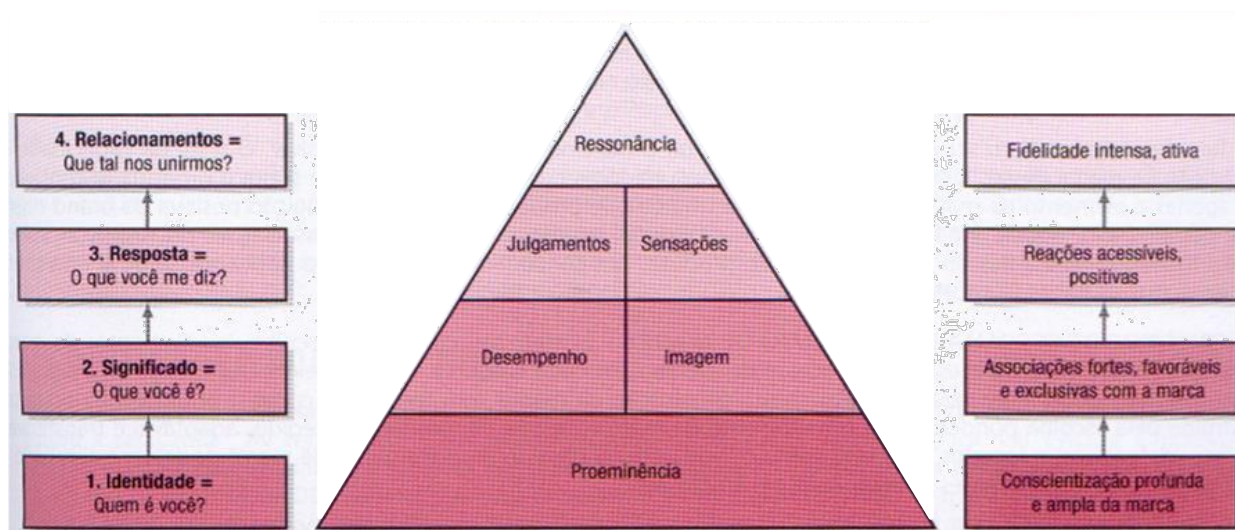 4. Relacionamentos =
Que tal nos unirmos?
3. Resposta =
O que você me diz?
2. Significado =
O que você é?
1. Identidade =
Quem é você?
Ressonância
Julgamentos
Sensações
Desempenho
Imagem
Proeminência
Fidelidade intensa, ativa
Reações acessíveis,
positivas
Associações fortes, favoráveis
e exclusivas com a marca
Conscientização profunda
e ampla da marca